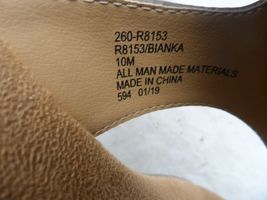 260-R8153
R8153/BIANKA
10M
ALL MAN MADE MATERIALS
MADE IN CHINA
594 01/19